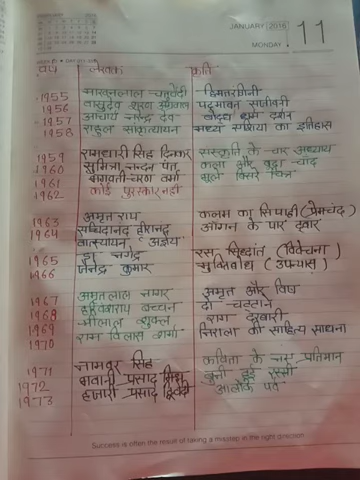 FEBRUARY 2016
JANUARY | 2016
MONDAY
11
वर्ष लेखक कृति
1955 माखनलाल चतुर्वेदी हिमतरंगिनी
1956 वासुदेव शरण अग्रवाल पद्मावत संजीवनी
1957 आचार्य नरेन्द्र देव बौद्ध धर्म दर्शन
1958 राहुल सांकृत्यायन मध्य एशिया का इतिहास
1959 रामधारी सिंह दिनकर संस्कृति के चार अध्याय
1960 सुमित्रा नन्दन पंत कला और बूढ़ा चाँद
1961 भगवती चरण वर्मा भूले बिसरे चित्र
1962 कोई पुरस्कार नहीं
1963 अमृत राय कलम का सिपाही (प्रेमचंद)
1964 सच्चिदानंद हीरानन्द आँगन के पार द्वार
वात्स्यायन अज्ञेय
1965 डॉ नगेन्द्र रस सिद्धांत (विवेचना)
1966 जैनेन्द्र कुमार मुक्तिबोध (उपन्यास)
1967 अमृतलाल नागर अमृत और विष
1968 हरिवंशराय बच्चन दो चट्टाने
1969 श्रीलाल शुक्ल राग दरबारी
1970 राम विलास शर्मा निराला की साहित्य साधना
1971 नामवर सिंह कविता के नए प्रतिमान
1972 भवानी प्रसाद मिश्र बुनी हुई रस्सी
1973 हजारी प्रसाद द्विवेदी आलोक पर्व
Success is often the result of taking a misstep in the right direction.